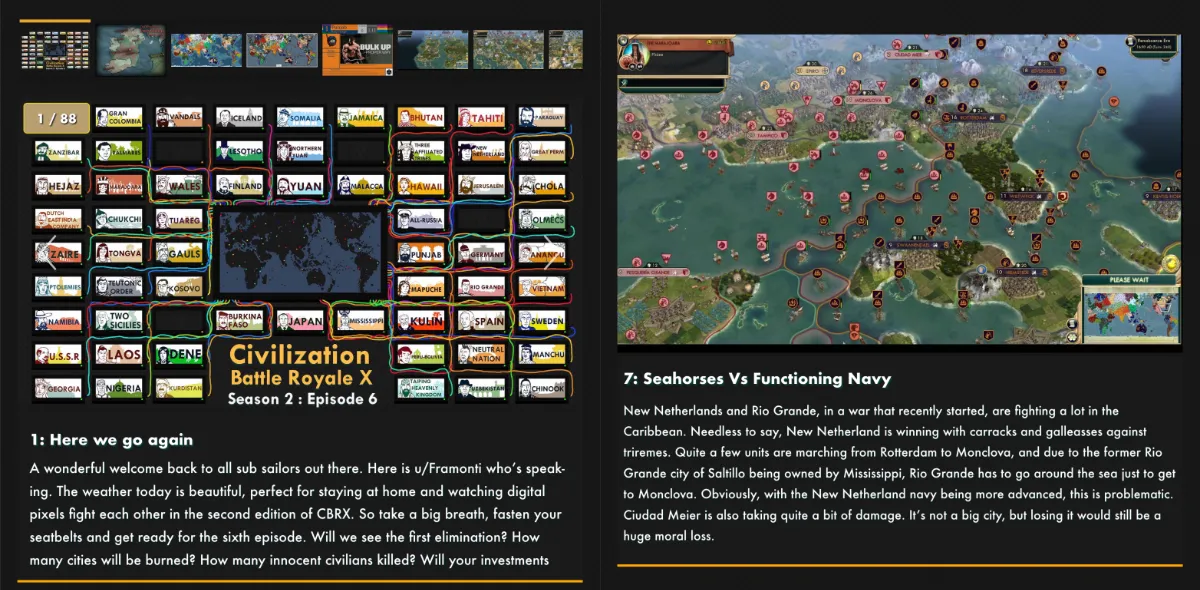 BULK UP
1 / 88
GRAN COLOMBIA
VANDALS
ICELAND
SOMALIA
JAMAICA
BHUTAN
TAHITI
PARAGUAY
ZANZIBAR
PALMARES
LESOTHO
NORTHERN YUAN
THREE AFFILIATED TRIBES
NEW NETHERLAND
GREAT PERM
HEJAZ
WALES
FINLAND
YUAN
MALACCA
HAWAII
JERUSALEM
CHOLA
DUTCH EAST INDIA COMPANY
CHUKCHI
TUAREG
ALL-RUSSIA
OLMECS
ZAIRE
TONGVA
GAULS
PUNJAB
GERMANY
PTOLEMIES
TEUTONIC ORDER
KOSOVO
MAPUCHE
RIO GRANDE
VIETNAM
NAMIBIA
TWO SICILIES
BURKINA FASO
JAPAN
MISSISSIPPI
KULIN
SPAIN
SWEDEN
U.S.S.R
LAOS
DENE
PERU-BOLIVIA
NEUTRAL NATION
MANCHU
GEORGIA
NIGERIA
KURDISTAN
TAIPING HEAVENLY KINGDOM
UZBEKISTAN
CHINOOK
Civilization
Battle Royale X
Season 2 : Episode 6
1: Here we go again
A wonderful welcome back to all sub sailors out there. Here is u/Framonti who's speak-
ing. The weather today is beautiful, perfect for staying at home and watching digital
pixels fight each other in the second edition of CBRX. So take a big breath, fasten your
seatbelts and get ready for the sixth episode. Will we see the first elimination? How
many cities will be burned? How many innocent civilians killed? Will your investments
PLEASE WAIT
7: Seahorses Vs Functioning Navy
New Netherlands and Rio Grande, in a war that recently started, are fighting a lot in the
Caribbean. Needless to say, New Netherland is winning with carracks and galleasses against
triremes. Quite a few units are marching from Rotterdam to Monclova, and due to the former Rio
Grande city of Saltillo being owned by Mississippi, Rio Grande has to go around the sea just to get
to Monclova. Obviously, with the New Netherland navy being more advanced, this is problematic.
Ciudad Meier is also taking quite a bit of damage. It's not a big city, but losing it would still be a
huge moral loss.